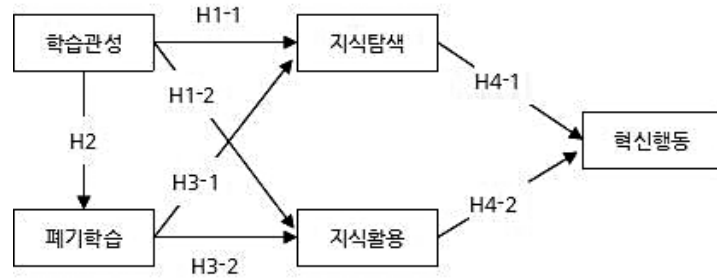 H1-1
학습관성
지식탐색
H1-2
H4-1
H2
혁신행동
H3-1
H4-2
폐기학습
지식활용
H3-2